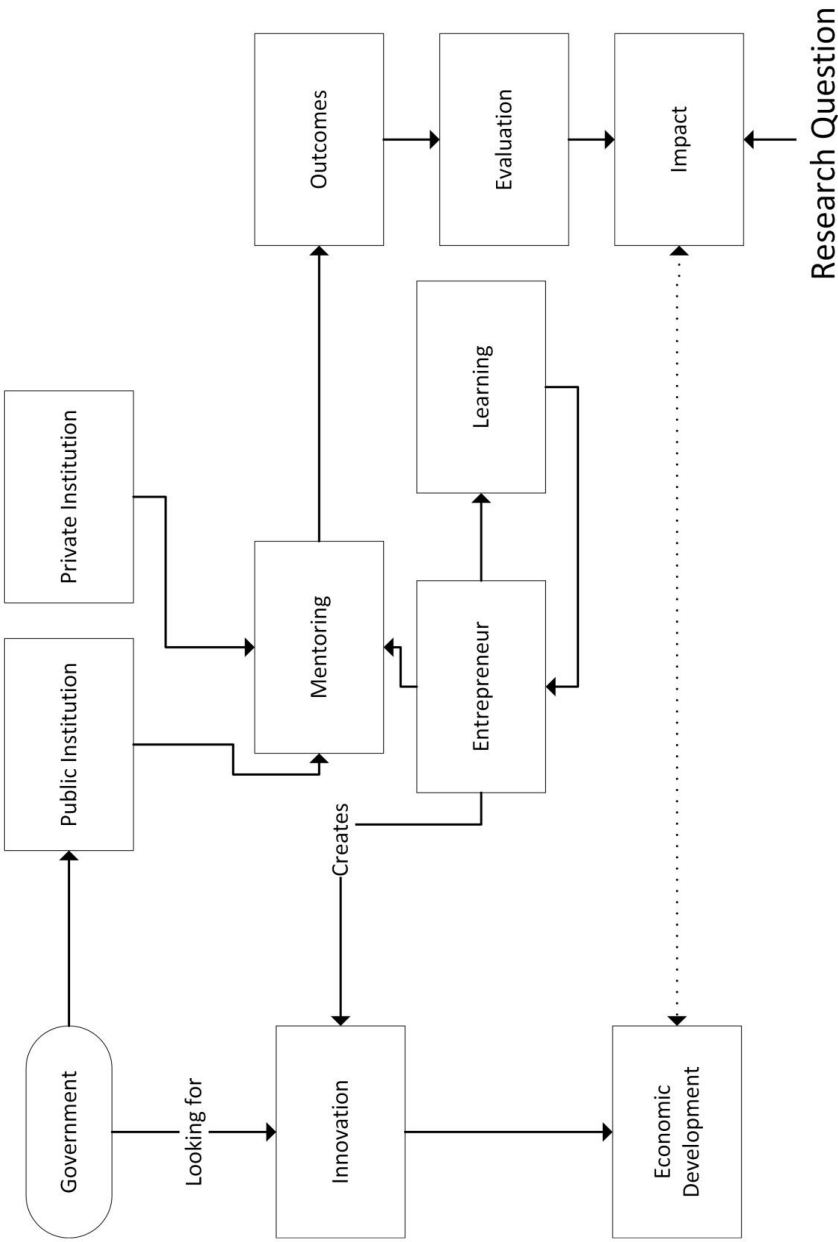 Government
Public Institution
Private Institution
Looking for
Innovation
Creates
Mentoring
Outcomes
Entrepreneur
Learning
Evaluation
Economic
Development
Impact
Research Question